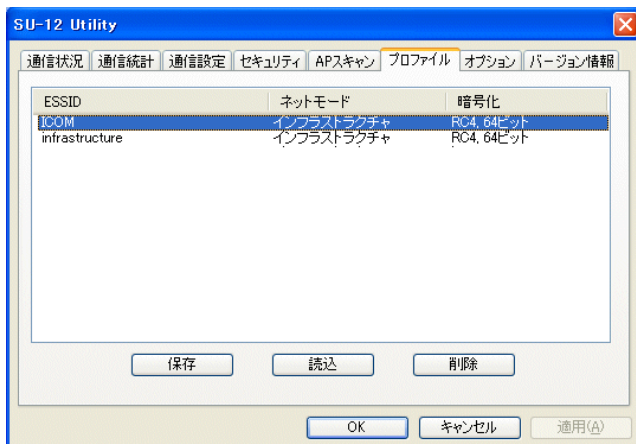 SU-12 Utility
通信状況 通信統計 通信設定 セキュリティ APスキャン プロファイル オプション バージョン情報
ESSID ネットモード 暗号化
ICOM インフラストラクチャ RC4, 64ビット
infrastructure インフラストラクチャ RC4, 64ビット
保存 読込 削除
OK キャンセル 適用(A)